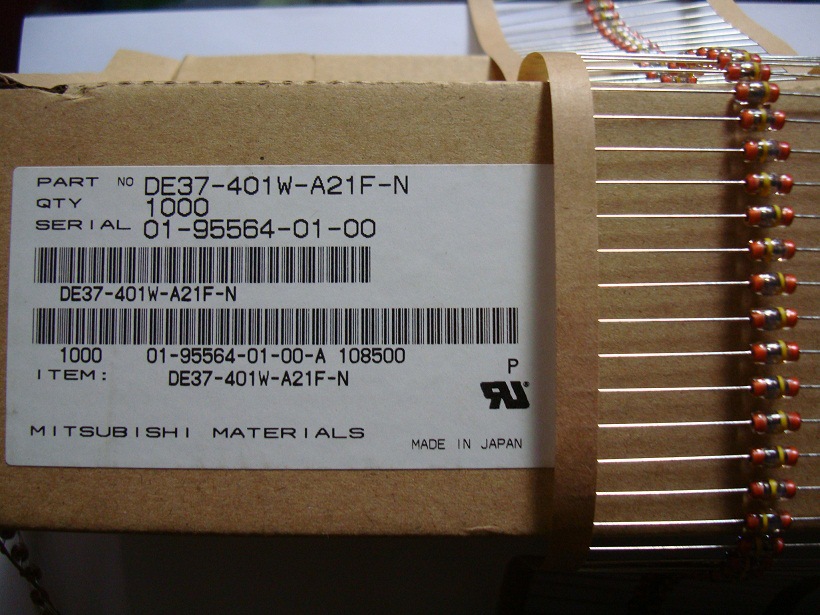 PART NO DE37-401W-A21F-N
QTY 1000
SERIAL 01-95564-01-00
DE37-401W-A21F-N
1000 01-95564-01-00-A 108500
ITEM: DE37-401W-A21F-N
P
RU®
MITSUBISHI MATERIALS
MADE IN JAPAN